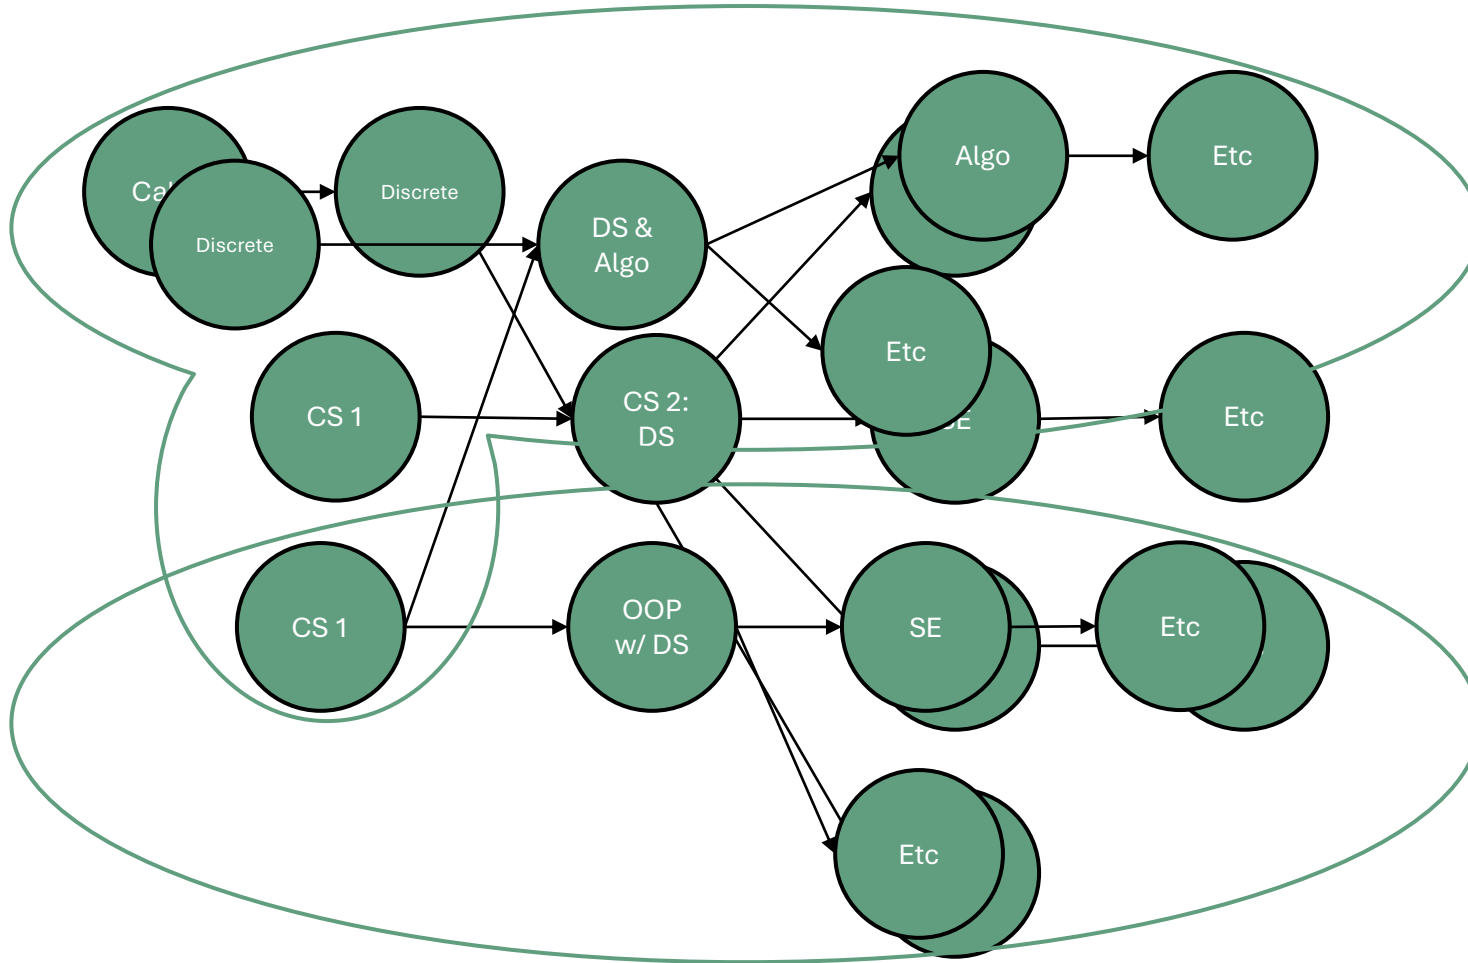 Algo
Etc
Discrete
Discrete
DS &
Algo
Etc
CS 1
CS 2:
DS
Etc
CS 1
OOP
w/ DS
SE
Etc
Etc